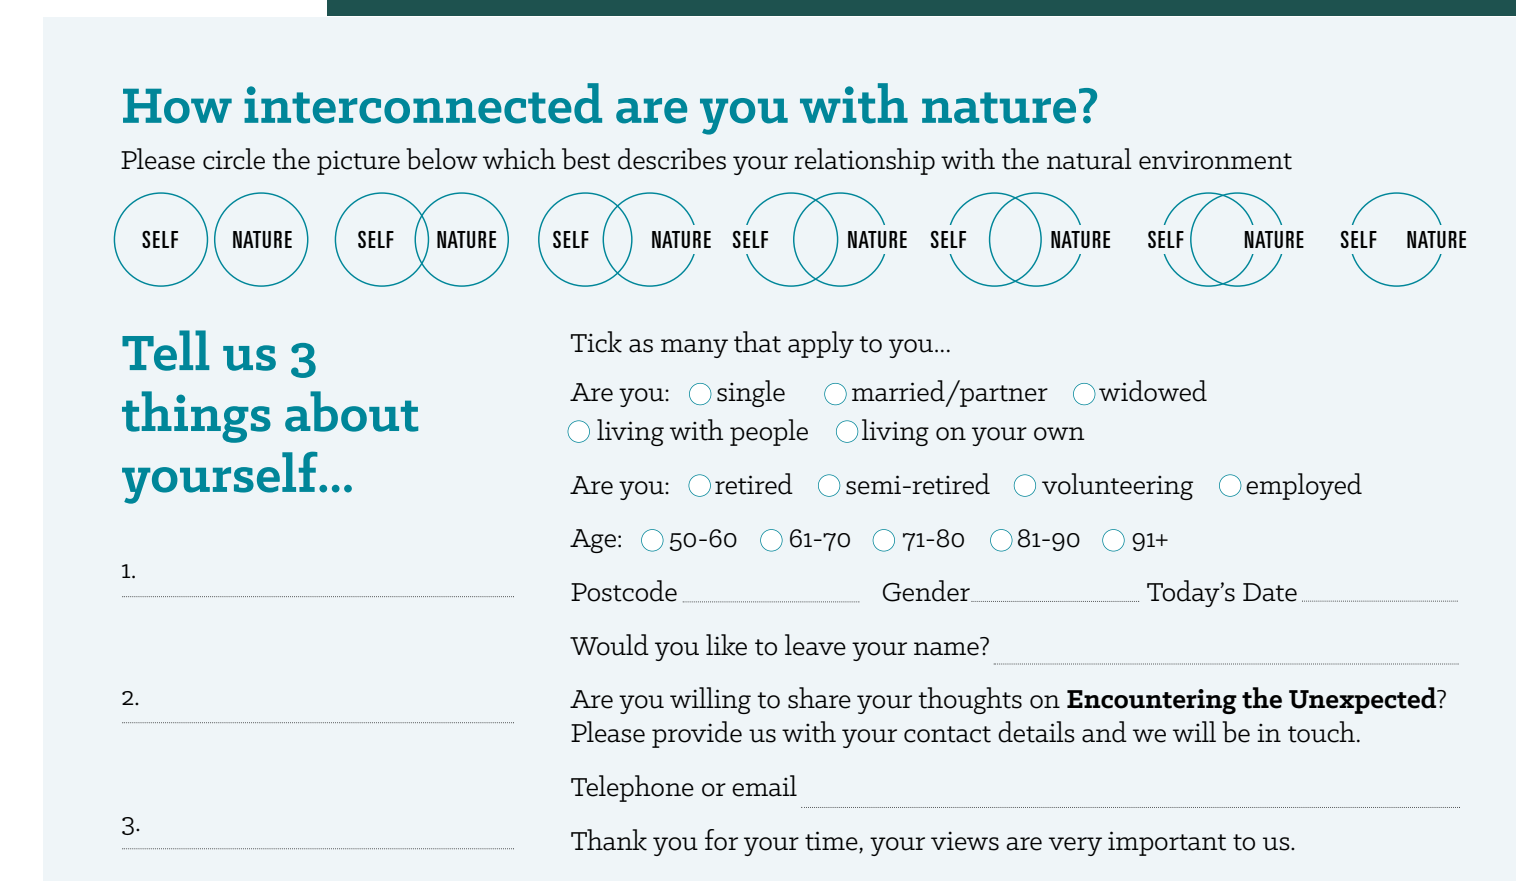 How interconnected are you with nature?
Please circle the picture below which best describes your relationship with the natural environment
SELF NATURE SELF NATURE SELF NATURE SELF NATURE SELF NATURE SELF NATURE SELF NATURE
Tell us 3
things about
yourself...
1.
2.
3.
Tick as many that apply to you...
Are you: single married/partner widowed
living with people living on your own
Are you: retired semi-retired volunteering employed
Age: 50-60 61-70 71-80 81-90 91+
Postcode Gender Today's Date
Would you like to leave your name?
Are you willing to share your thoughts on Encountering the Unexpected?
Please provide us with your contact details and we will be in touch.
Telephone or email
Thank you for your time, your views are very important to us.